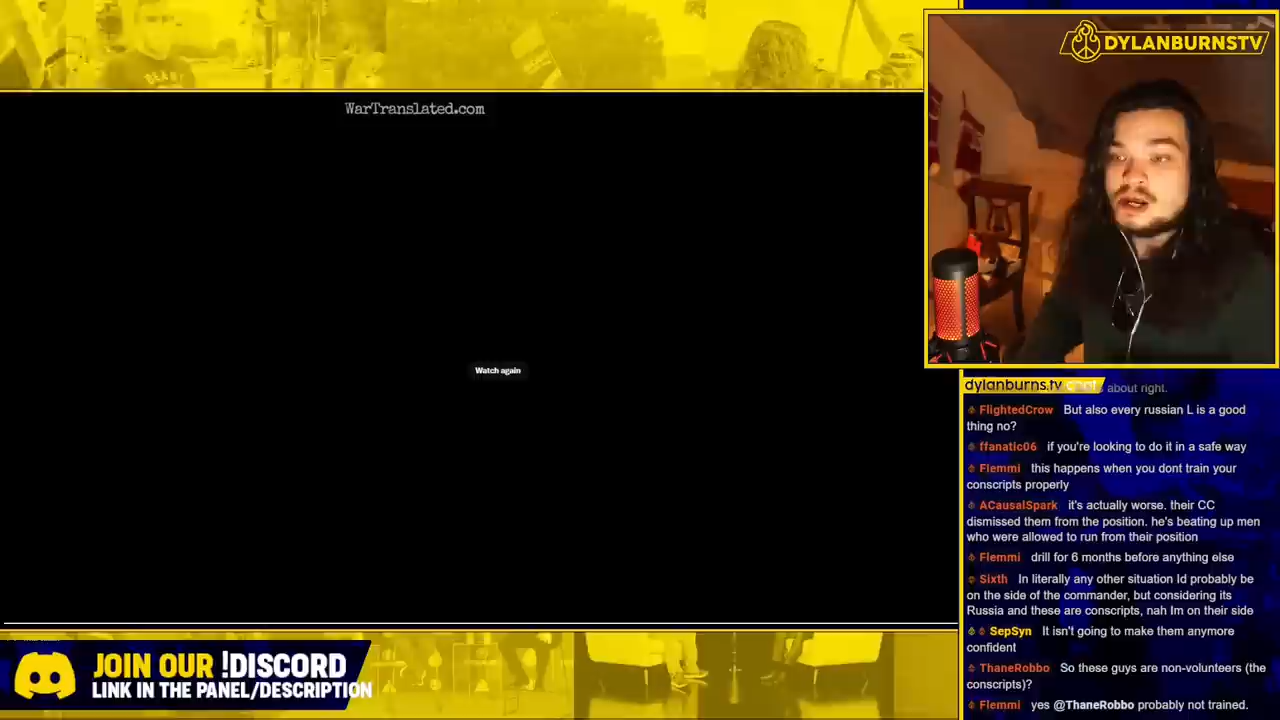 DYLANBURNSTV
WarTranslated.com
Watch again
dylanburns.tv chat
about right.
FlightedCrow But also every russian L is a good
thing no?
ffanatic06 if you're looking to do it in a safe way
Flemmi this happens when you dont train your
conscripts properly
ACausalSpark it's actually worse. their CC
dismissed them from the position. he's beating up men
who were allowed to run from their position
Flemmi drill for 6 months before anything else
Sixth In literally any other situation Id probably be
on the side of the commander, but considering its
Russia and these are conscripts, nah Im on their side
SepSyn It isn't going to make them anymore
confident
ThaneRobbo So these guys are non-volunteers (the
conscripts)?
Flemmi yes @ThaneRobbo probably not trained.
JOIN OUR !DISCORD
LINK IN THE PANEL/DESCRIPTION